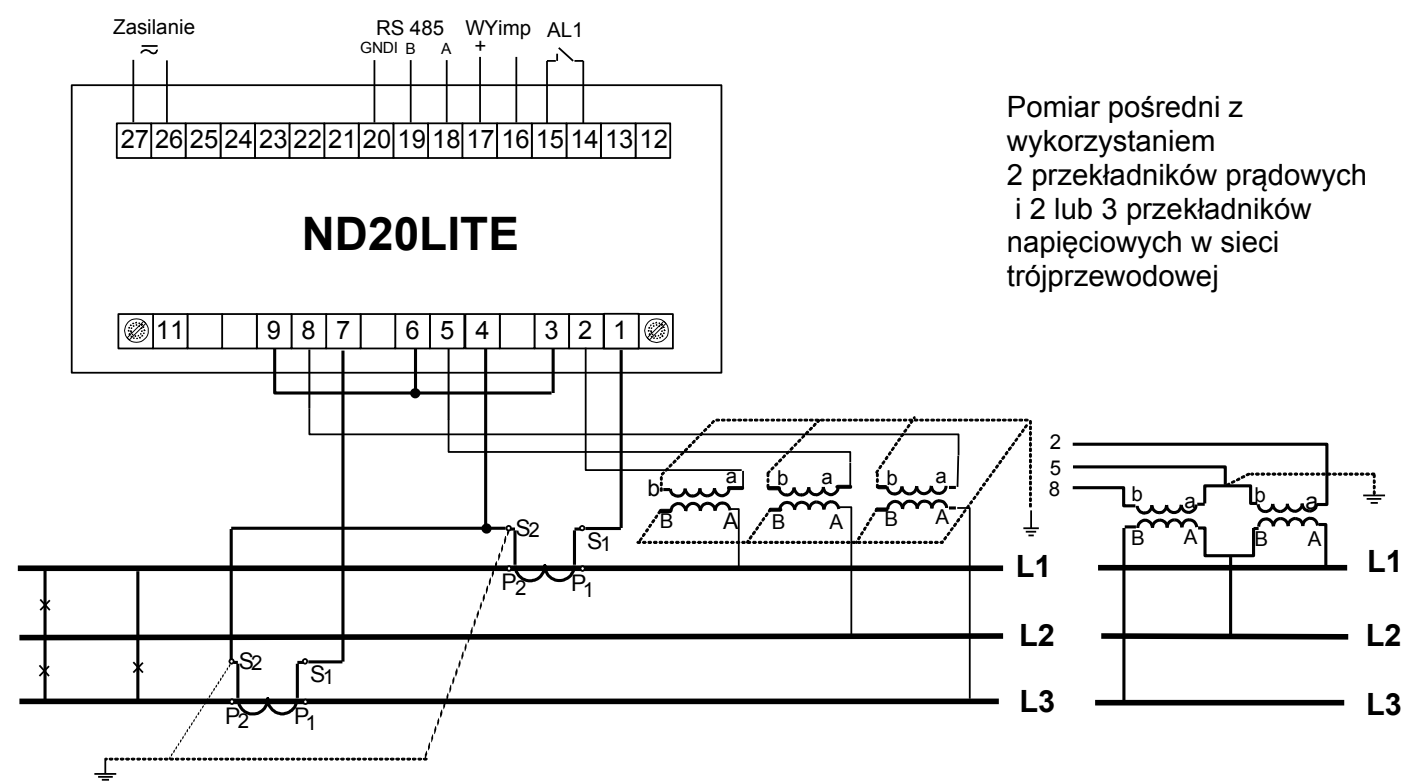 Zasilanie
RS 485
WYimp
AL1
GNDI B A +
27 26 25 24 23 22 21 20 19 18 17 16 15 14 13 12
ND20LITE
11 9 8 7 6 5 4 3 2 1
Pomiar pośredni z
wykorzystaniem
2 przekładników prądowych
i 2 lub 3 przekładników
napięciowych w sieci
trójprzewodowej
b a b a b a
B A B A B A
2
5
8
b a b a
B A B A
S2 S1
P2 P1
L1 L1
L2 L2
S2 S1
P2 P1
L3 L3